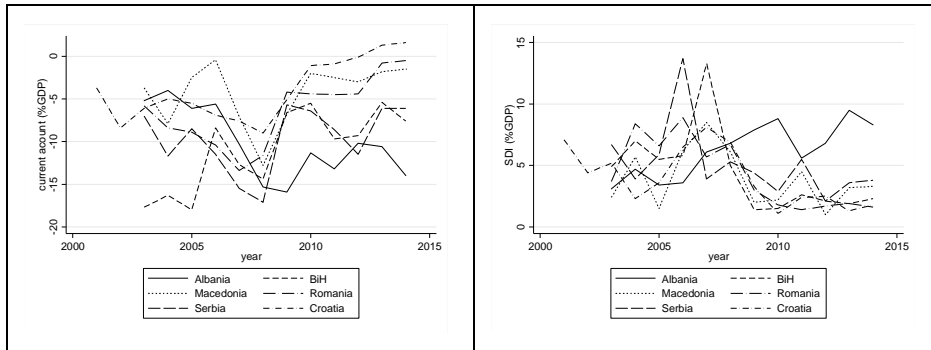 0
-5
-10
-15
-20
current account (%GDP)
2000 2005 2010 2015
year
Albania BiH
Macedonia Romania
Serbia Croatia
15
10
5
0
SDI (%GDP)
2000 2005 2010 2015
year
Albania BiH
Macedonia Romania
Serbia Croatia